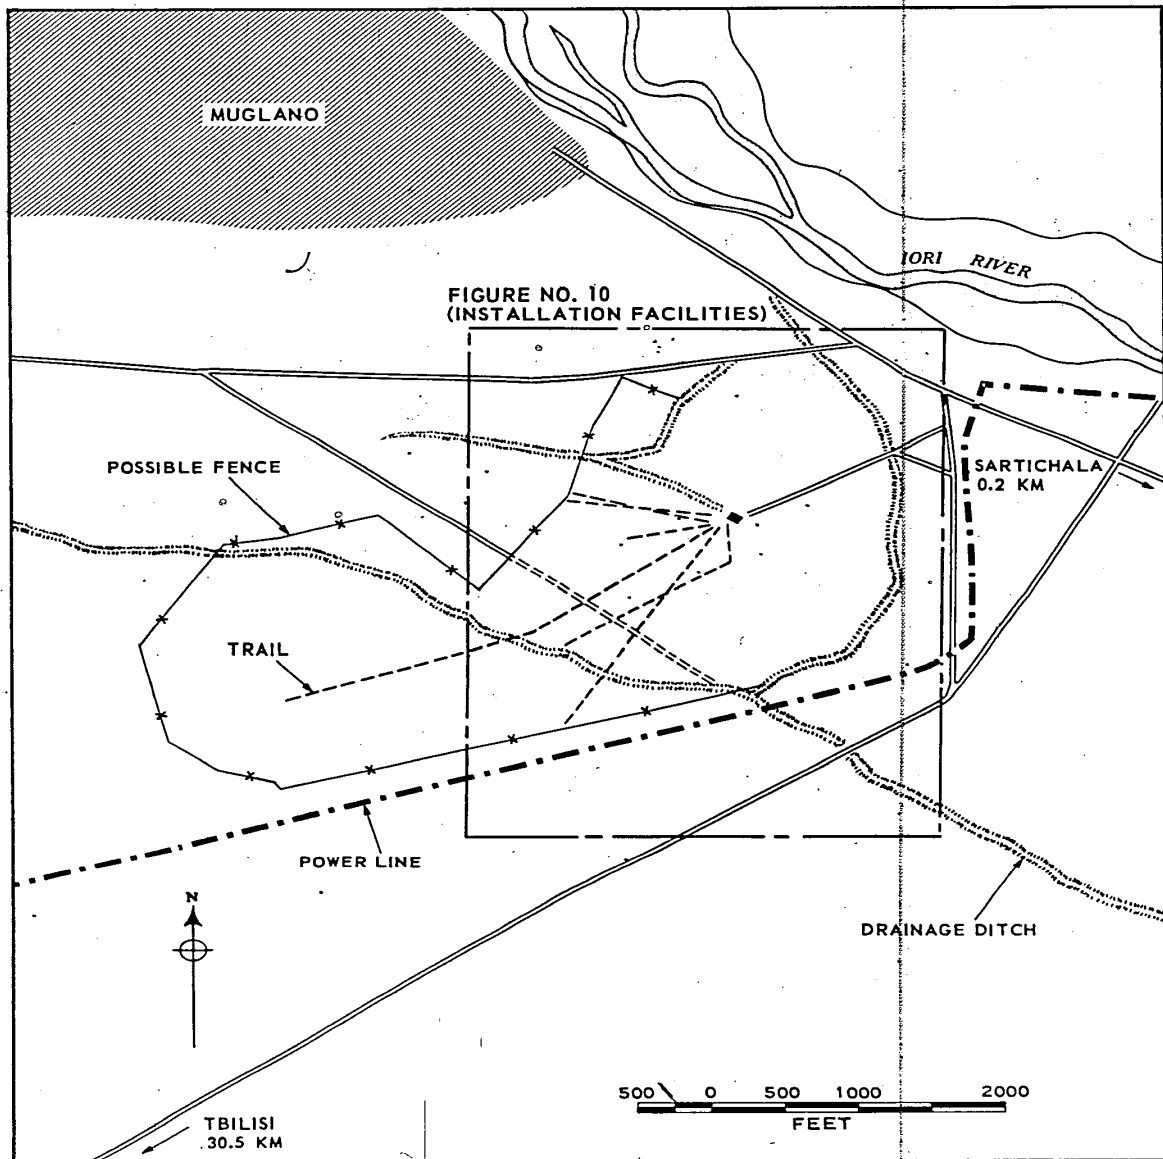 MUGLANO
IORI RIVER
FIGURE NO. 10
(INSTALLATION FACILITIES)
POSSIBLE FENCE
SARTICHALA
0.2 KM
TRAIL
POWER LINE
N
DRAINAGE DITCH
500 0 500 1000 2000
FEET
TBILISI
30.5 KM